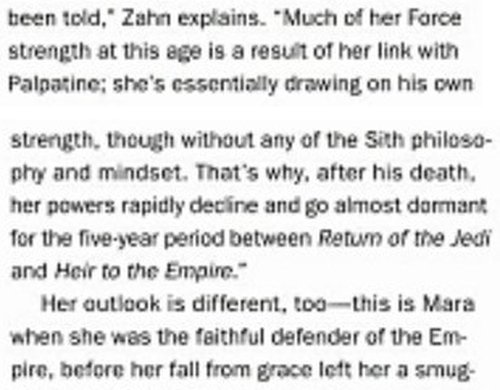 been told," Zahn explains. "Much of her Force
strength at this age is a result of her link with
Palpatine; she's essentially drawing on his own
strength, though without any of the Sith philoso-
phy and mindset. That's why, after his death,
her powers rapidly decline and go almost dormant
for the five-year period between Return of the Jedi
and Heir to the Empire."
Her outlook is different, too—this is Mara
when she was the faithful defender of the Em-
pire, before her fall from grace left her a smug-